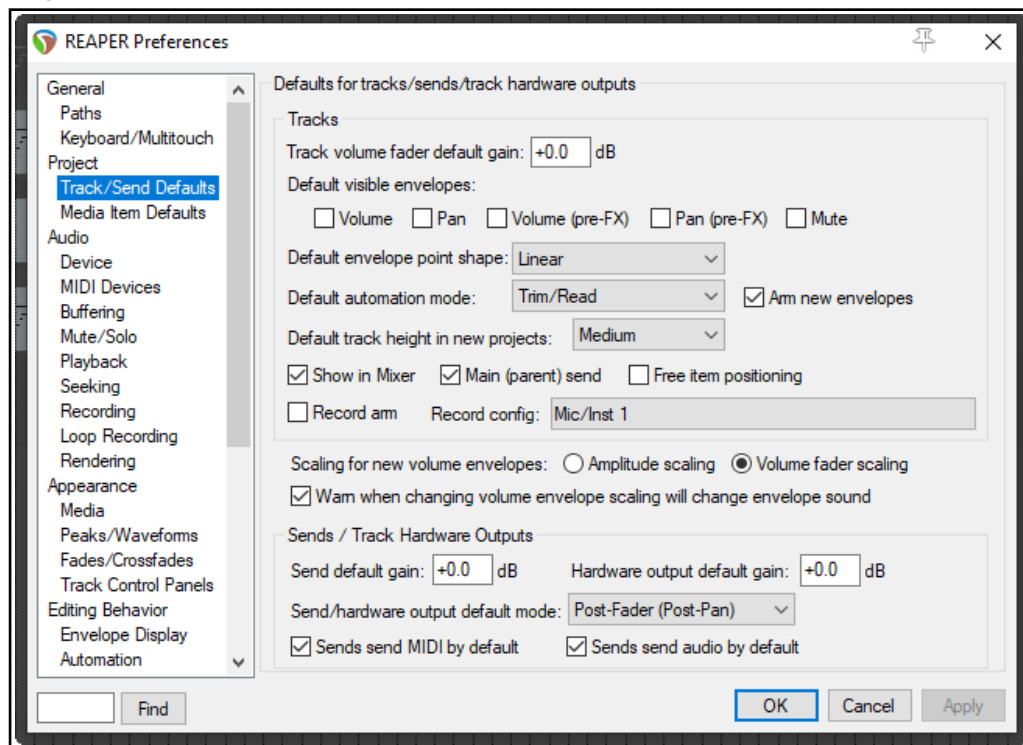 REAPER Preferences
General
Paths
Keyboard/Multitouch
Project
Track/Send Defaults
Media Item Defaults
Audio
Device
MIDI Devices
Buffering
Mute/Solo
Playback
Seeking
Recording
Loop Recording
Rendering
Appearance
Media
Peaks/Waveforms
Fades/Crossfades
Track Control Panels
Editing Behavior
Envelope Display
Automation
Find
Defaults for tracks/sends/track hardware outputs
Tracks
Track volume fader default gain: +0.0 dB
Default visible envelopes:
Volume Pan Volume (pre-FX) Pan (pre-FX) Mute
Default envelope point shape: Linear
Default automation mode: Trim/Read Arm new envelopes
Default track height in new projects: Medium
Show in Mixer Main (parent) send Free item positioning
Record arm Record config: Mic/Inst 1
Scaling for new volume envelopes: Amplitude scaling Volume fader scaling
Warn when changing volume envelope scaling will change envelope sound
Sends / Track Hardware Outputs
Send default gain: +0.0 dB Hardware output default gain: +0.0 dB
Send/hardware output default mode: Post-Fader (Post-Pan)
Sends send MIDI by default Sends send audio by default
OK Cancel Apply